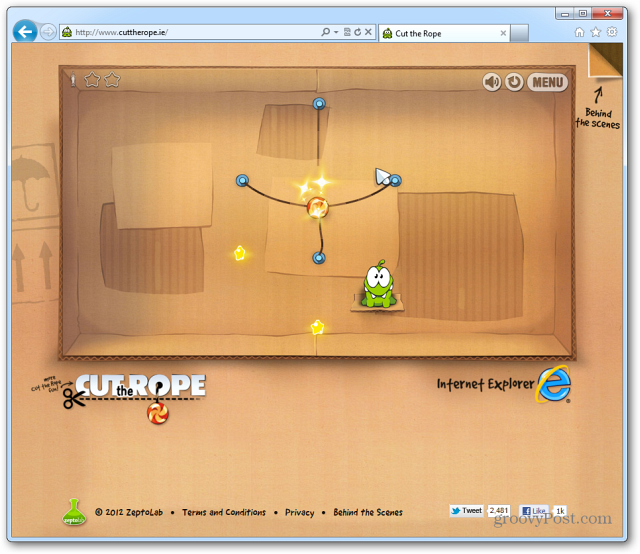 http://www.cuttherope.ie/
Cut the Rope
MENU
Behind
the scenes
more
Cut the Rope
fun!
CUT the ROPE
Internet Explorer
zeptoLab
© 2012 ZeptoLab • Terms and Conditions • Privacy • Behind the Scenes
Tweet 2,481 Like 1k
groovyPost.com